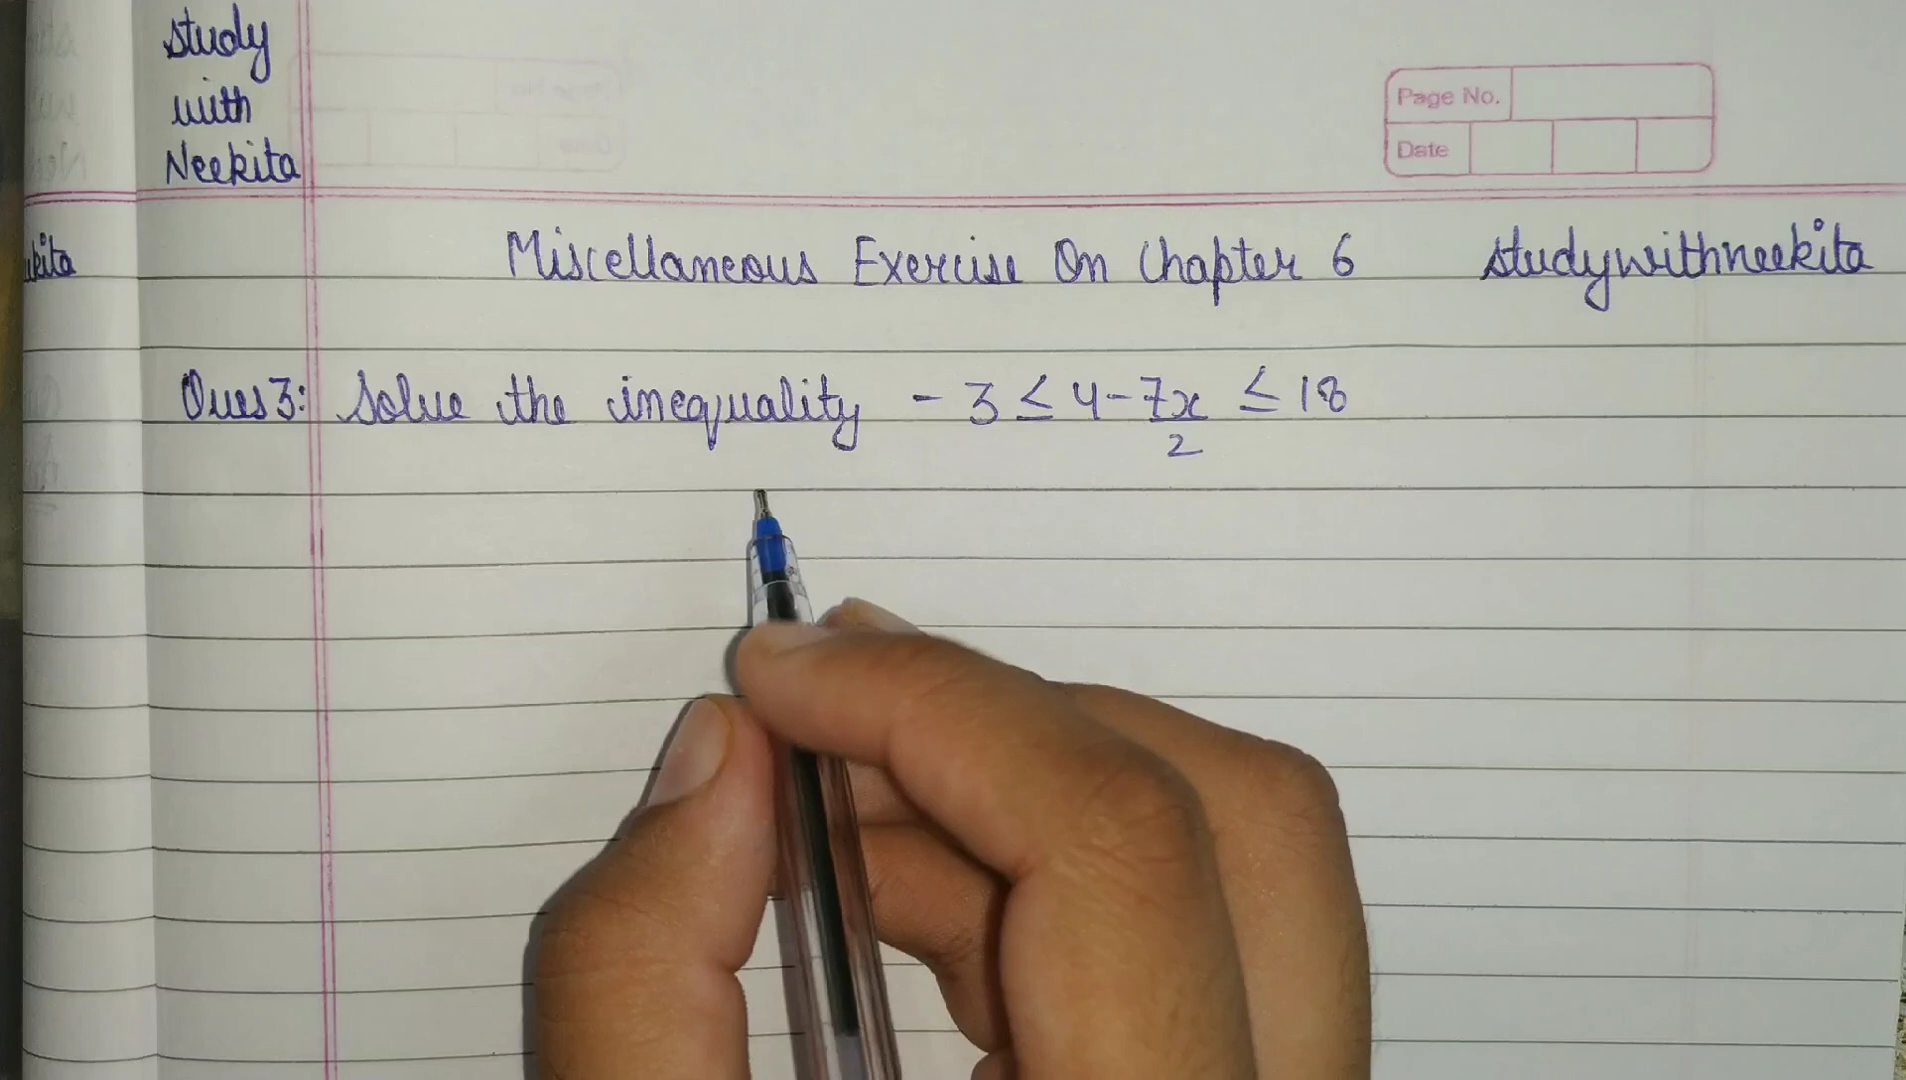 study
with
Neekita
Page No.
Date
Miscellaneous Exercise On Chapter 6 studywithneekita
Ques 3: Solve the inequality - 3 ≤ 4 - 7x/2 ≤ 18